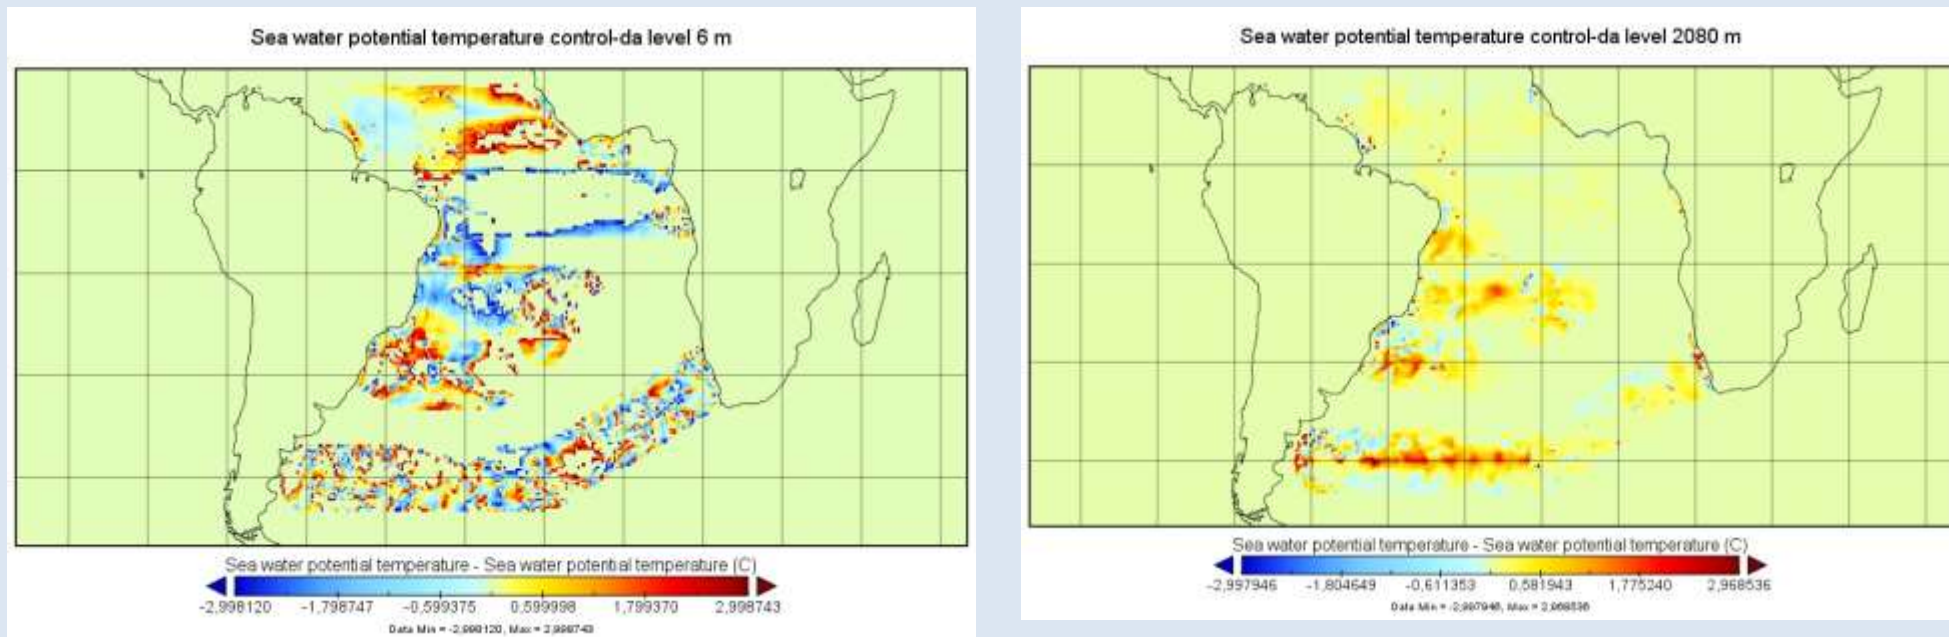 Sea water potential temperature control-da level 6 m
Sea water potential temperature - Sea water potential temperature (C)
-2,998120 -1,798747 -0,599375 0,599998 1,799370 2,998743
Data Min = -2,998120, Max = 2,998743
Sea water potential temperature control-da level 2080 m
Sea water potential temperature - Sea water potential temperature (C)
-2,997946 -1,804649 -0,611353 0,581943 1,775240 2,968536
Data Min = -2,997946, Max = 2,968536